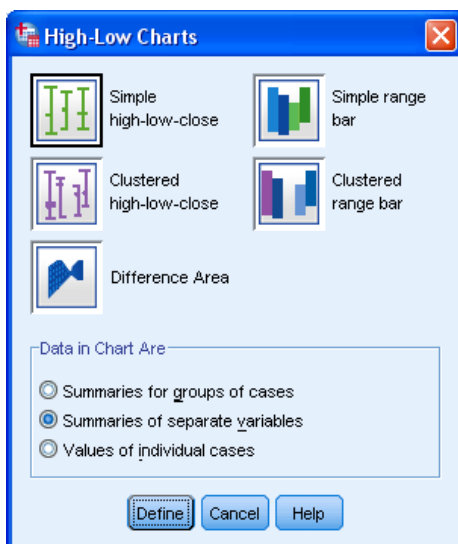 High-Low Charts
Simple
high-low-close
Simple range
bar
Clustered
high-low-close
Clustered
range bar
Difference Area
Data in Chart Are
Summaries for groups of cases
Summaries of separate variables
Values of individual cases
Define Cancel Help